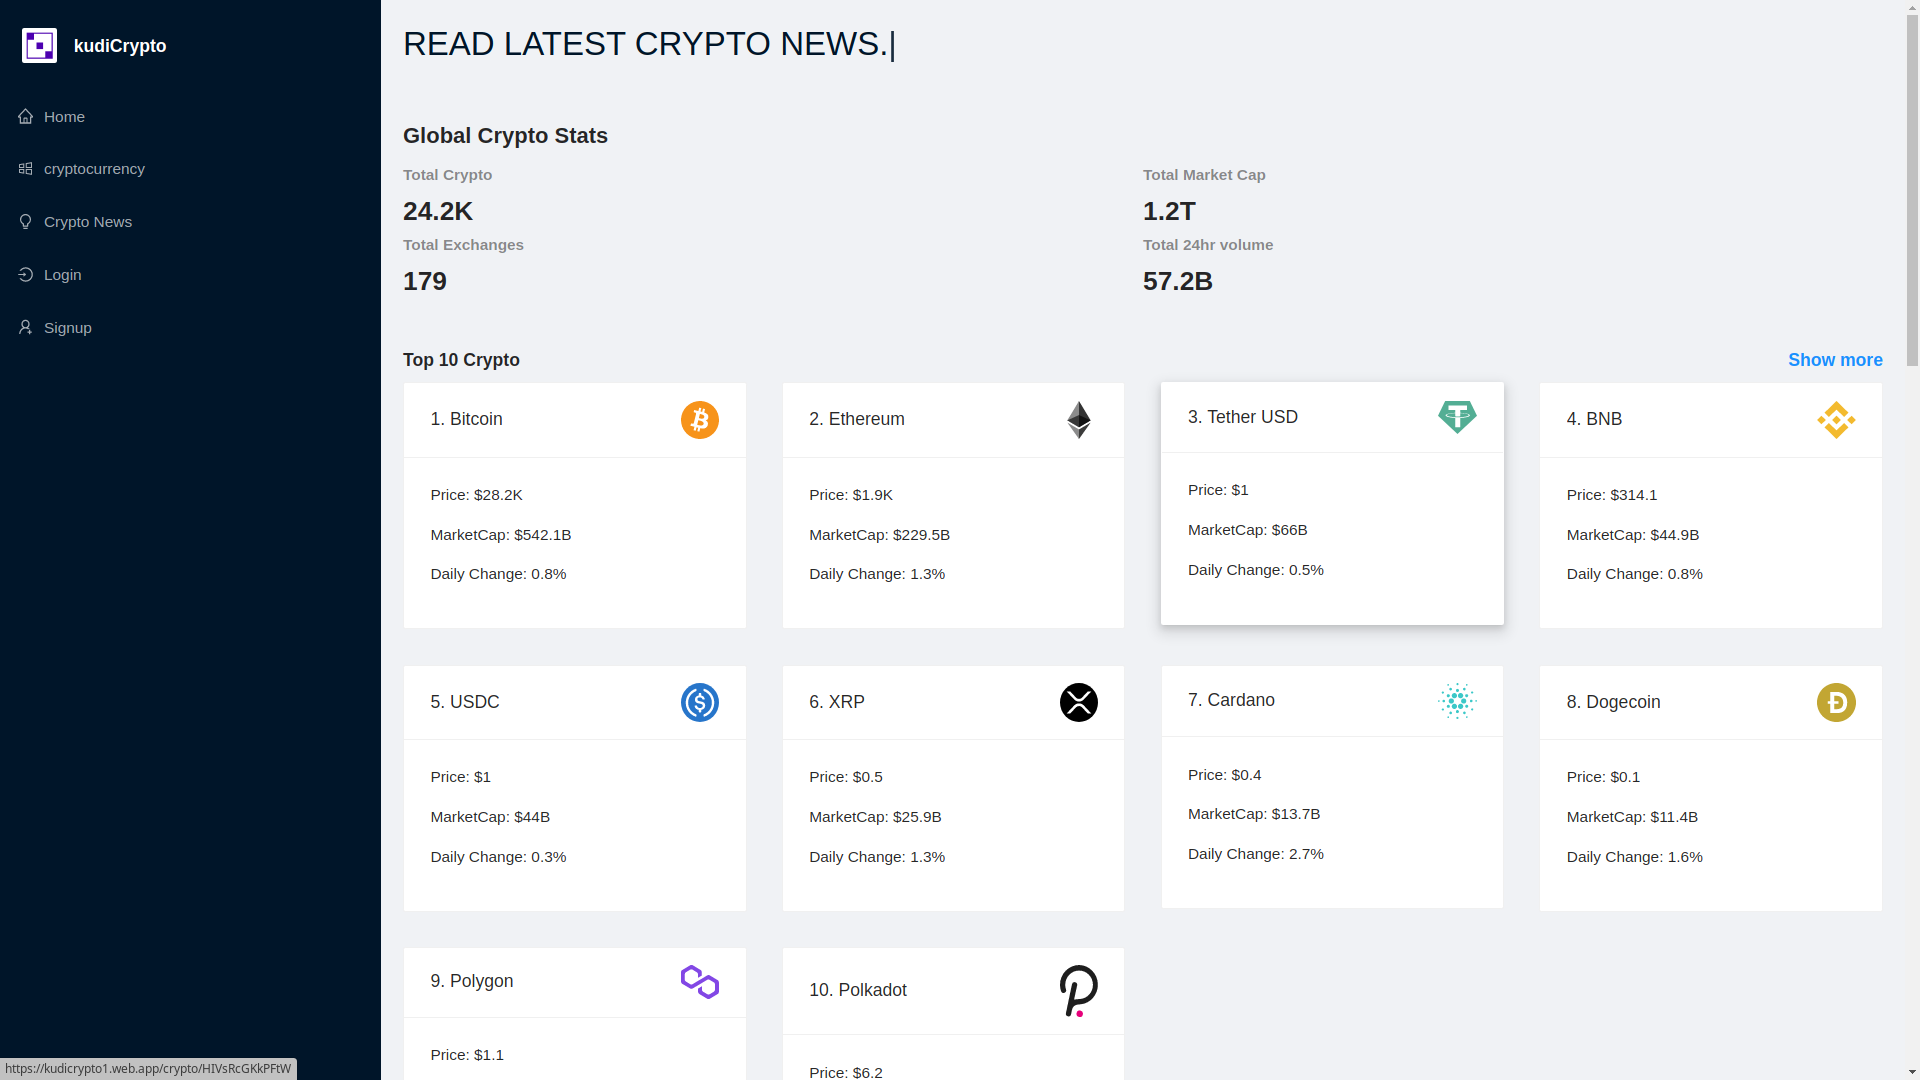 kudiCrypto
Home
cryptocurrency
Crypto News
Login
Signup
READ LATEST CRYPTO NEWS.|
Global Crypto Stats
Total Crypto
24.2K
Total Market Cap
1.2T
Total Exchanges
179
Total 24hr volume
57.2B
Top 10 Crypto
Show more
1. Bitcoin
Price: $28.2K
MarketCap: $542.1B
Daily Change: 0.8%
2. Ethereum
Price: $1.9K
MarketCap: $229.5B
Daily Change: 1.3%
3. Tether USD
Price: $1
MarketCap: $66B
Daily Change: 0.5%
4. BNB
Price: $314.1
MarketCap: $44.9B
Daily Change: 0.8%
5. USDC
Price: $1
MarketCap: $44B
Daily Change: 0.3%
6. XRP
Price: $0.5
MarketCap: $25.9B
Daily Change: 1.3%
7. Cardano
Price: $0.4
MarketCap: $13.7B
Daily Change: 2.7%
8. Dogecoin
Price: $0.1
MarketCap: $11.4B
Daily Change: 1.6%
9. Polygon
Price: $1.1
10. Polkadot
Price: $6.2
https://kudicrypto1.web.app/crypto/HIVsRcGKkPFtW